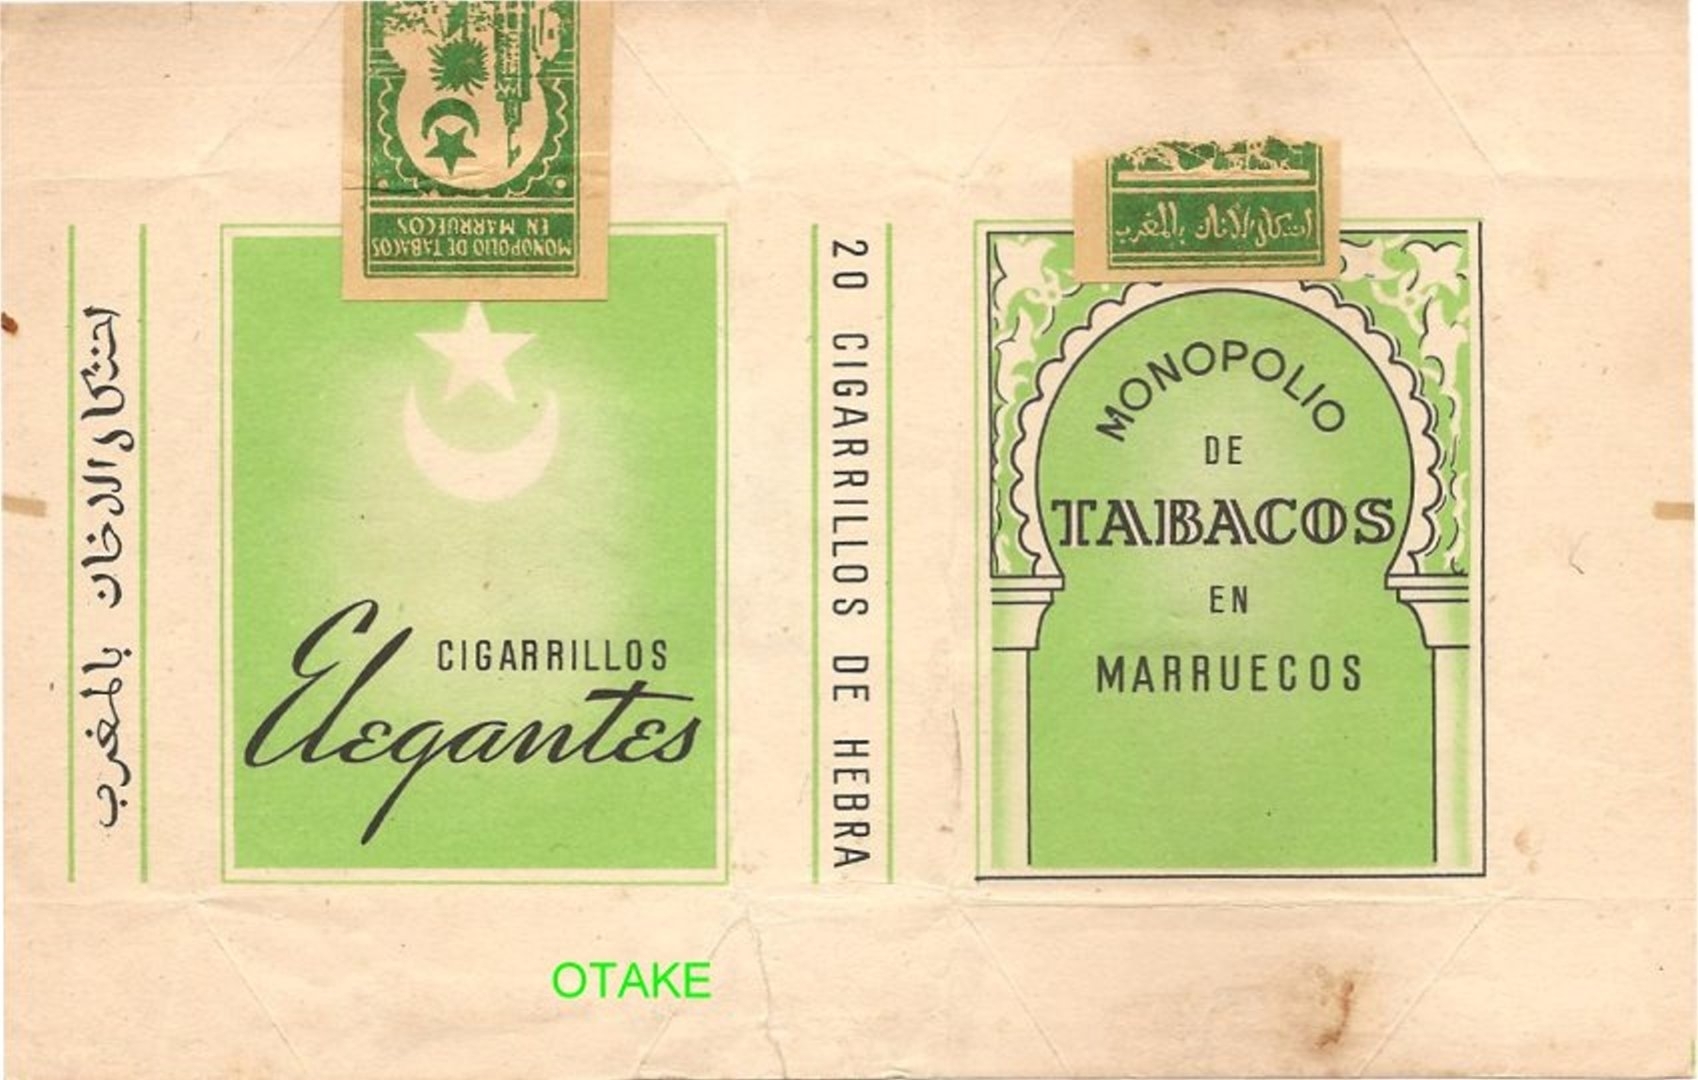 MONOPOLIO DE TABACOS
EN MARRUECOS
احتكار الدخان بالمغرب
CIGARRILLOS
Elegantes
20 CIGARRILLOS DE HEBRA
احتكار الدخان بالمغرب
MONOPOLIO
DE
TABACOS
EN
MARRUECOS
OTAKE